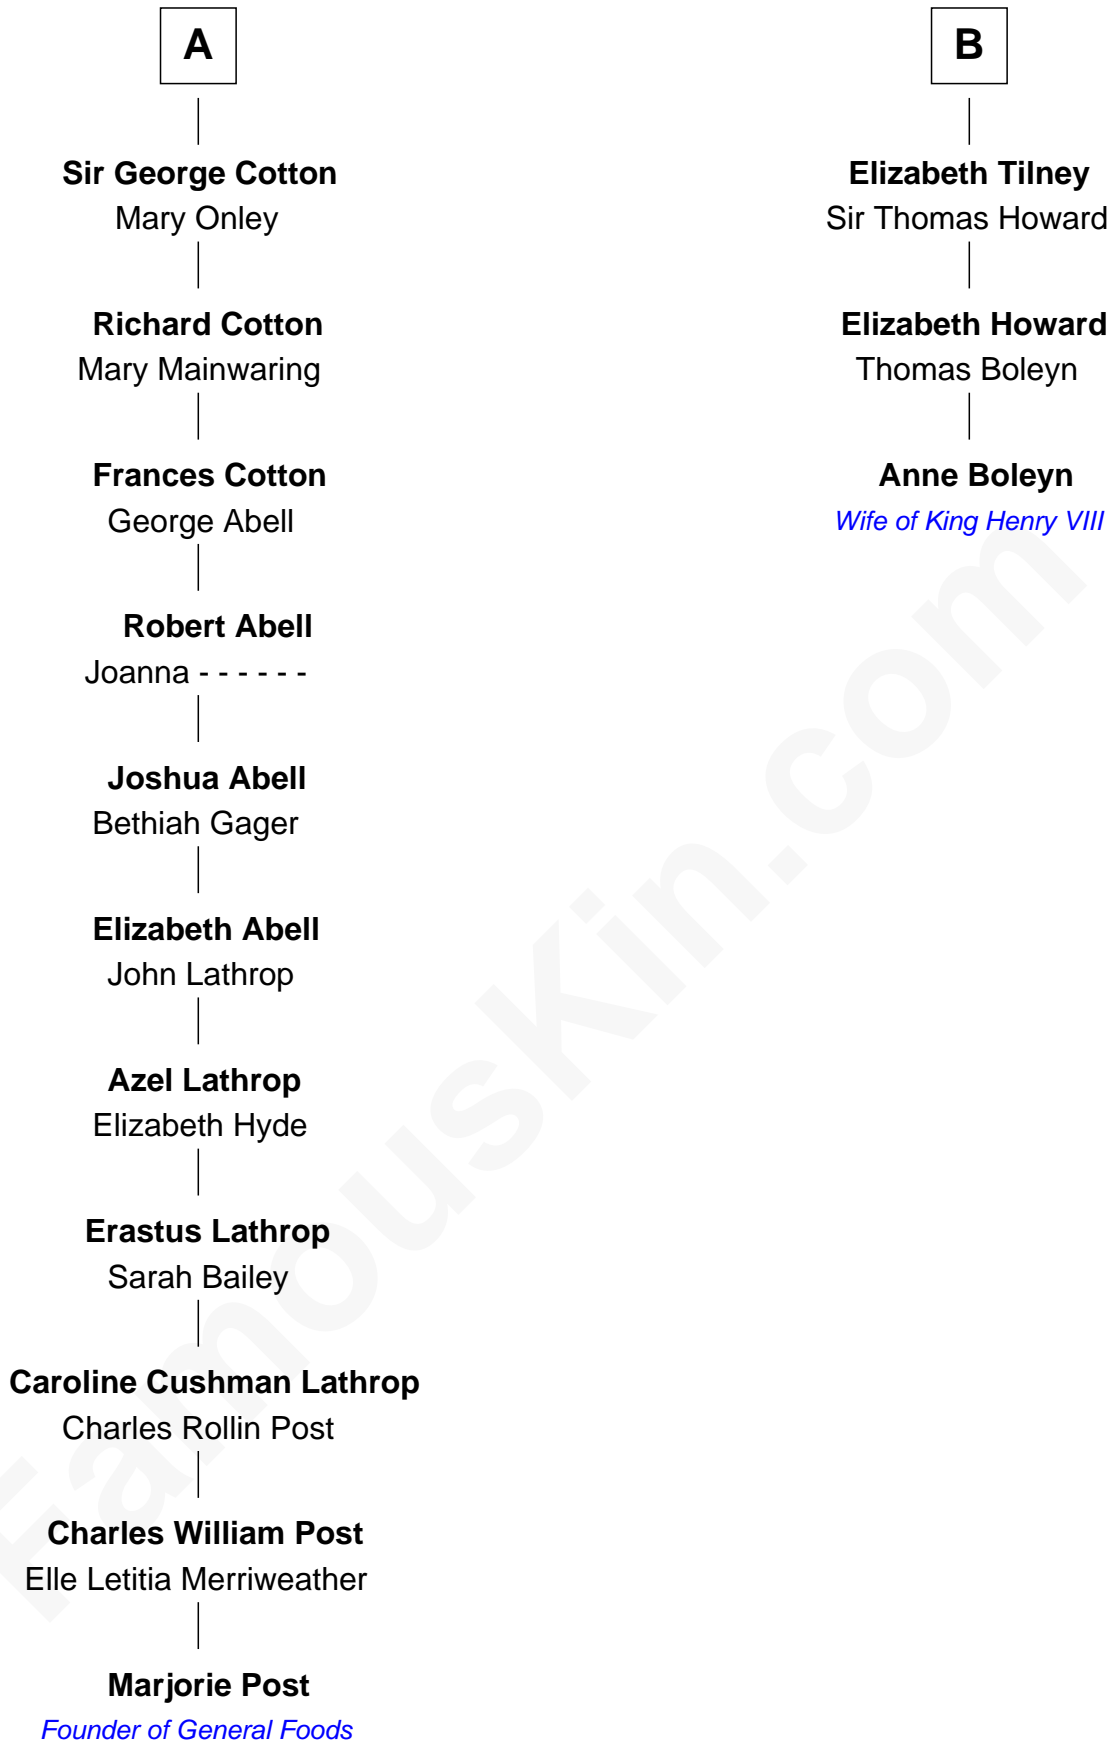 A
Sir George Cotton
Mary Onley
Richard Cotton
Mary Mainwaring
Frances Cotton
George Abell
Robert Abell
Joanna - - - - - -
Joshua Abell
Bethiah Gager
Elizabeth Abell
John Lathrop
Azel Lathrop
Elizabeth Hyde
Erastus Lathrop
Sarah Bailey
Caroline Cushman Lathrop
Charles Rollin Post
Charles William Post
Elle Letitia Merriweather
Marjorie Post
Founder of General Foods
B
Elizabeth Tilney
Sir Thomas Howard
Elizabeth Howard
Thomas Boleyn
Anne Boleyn
Wife of King Henry VIII
FamousKin.com